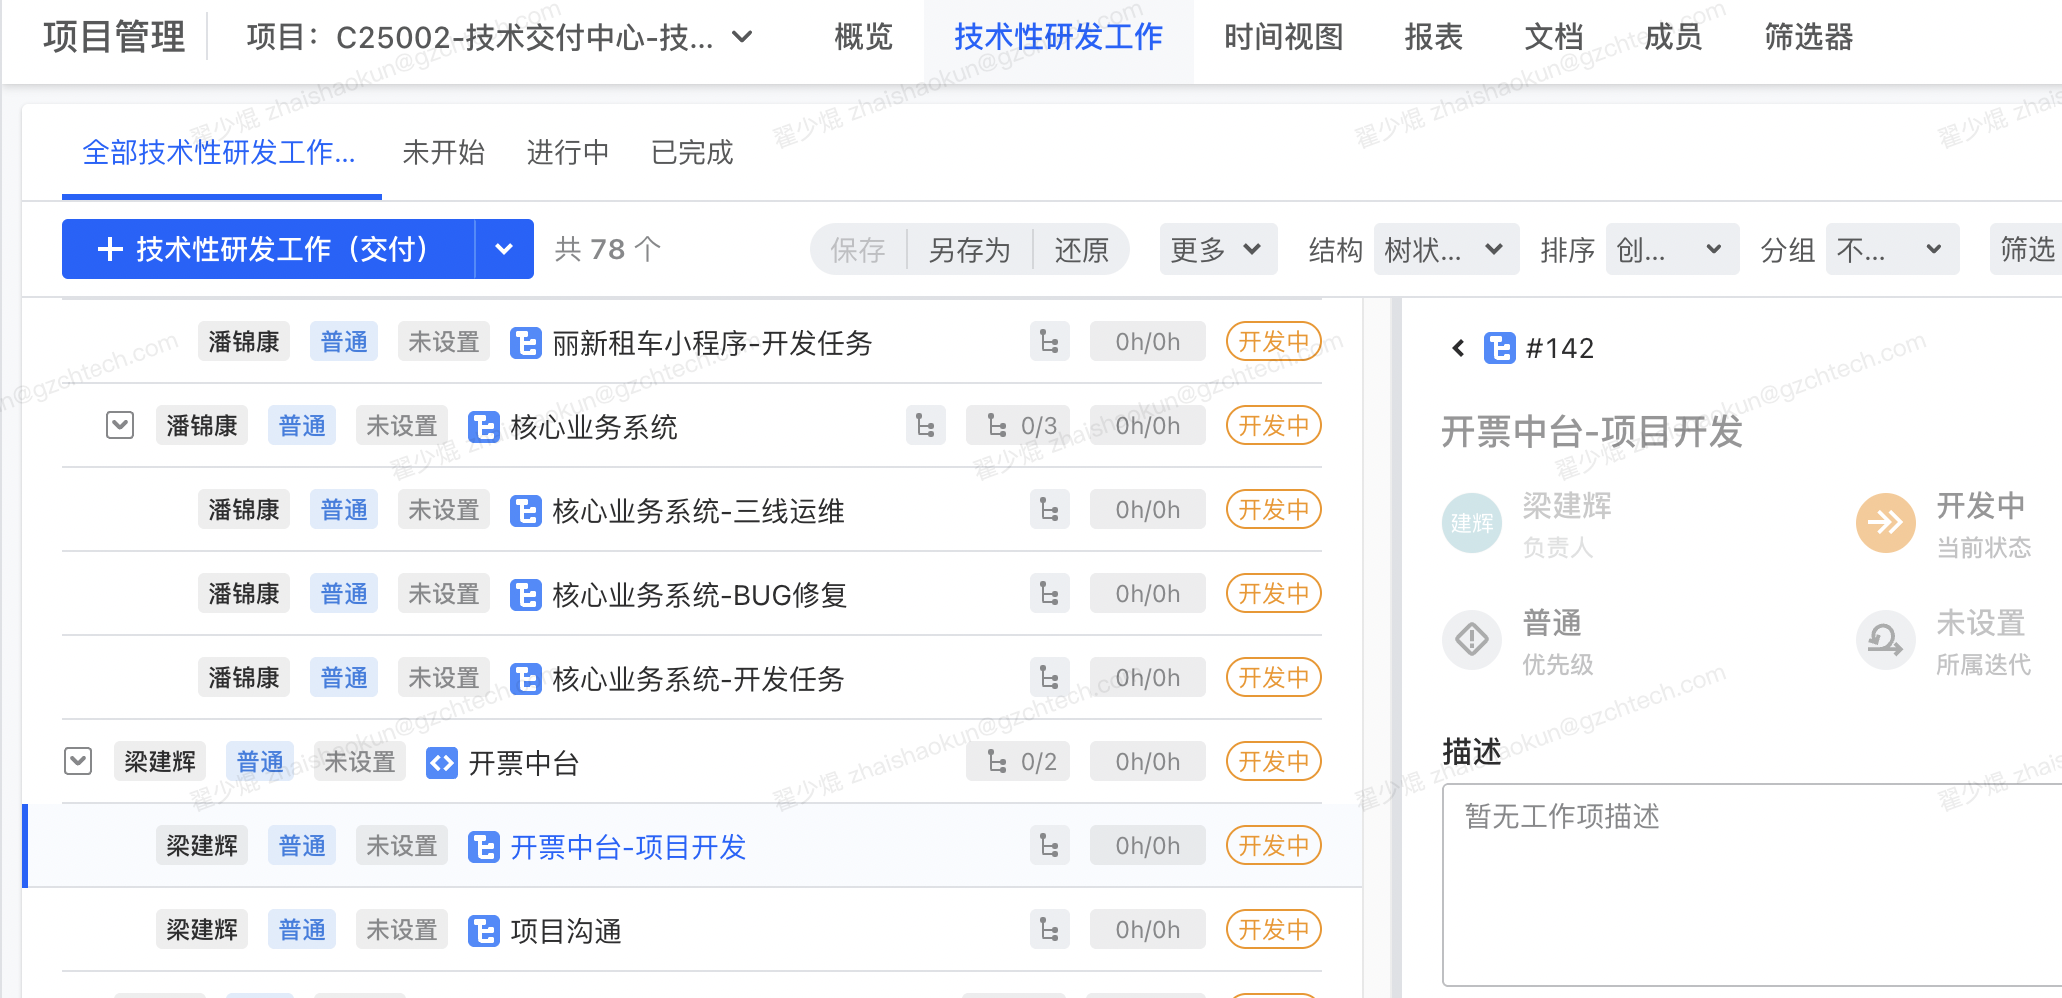 项目管理 项目：C25002-技术交付中心-技... 概览 技术性研发工作 时间视图 报表 文档 成员 筛选器
全部技术性研发工作... 未开始 进行中 已完成
技术性研发工作（交付） 共 78 个 保存 另存为 还原 更多 结构 树状... 排序 创... 分组 不... 筛选
潘锦康 普通 未设置 丽新租车小程序-开发任务 0h/0h 开发中
潘锦康 普通 未设置 核心业务系统 0/3 0h/0h 开发中
潘锦康 普通 未设置 核心业务系统-三线运维 0h/0h 开发中
潘锦康 普通 未设置 核心业务系统-BUG修复 0h/0h 开发中
潘锦康 普通 未设置 核心业务系统-开发任务 0h/0h 开发中
梁建辉 普通 未设置 开票中台 0/2 0h/0h 开发中
梁建辉 普通 未设置 开票中台-项目开发 0h/0h 开发中
梁建辉 普通 未设置 项目沟通 0h/0h 开发中
#142
开票中台-项目开发
建辉 梁建辉 开发中
负责人 当前状态
普通 未设置
优先级 所属迭代
描述
暂无工作项描述
翟少焜 zhaishaokun@gzchtech.com